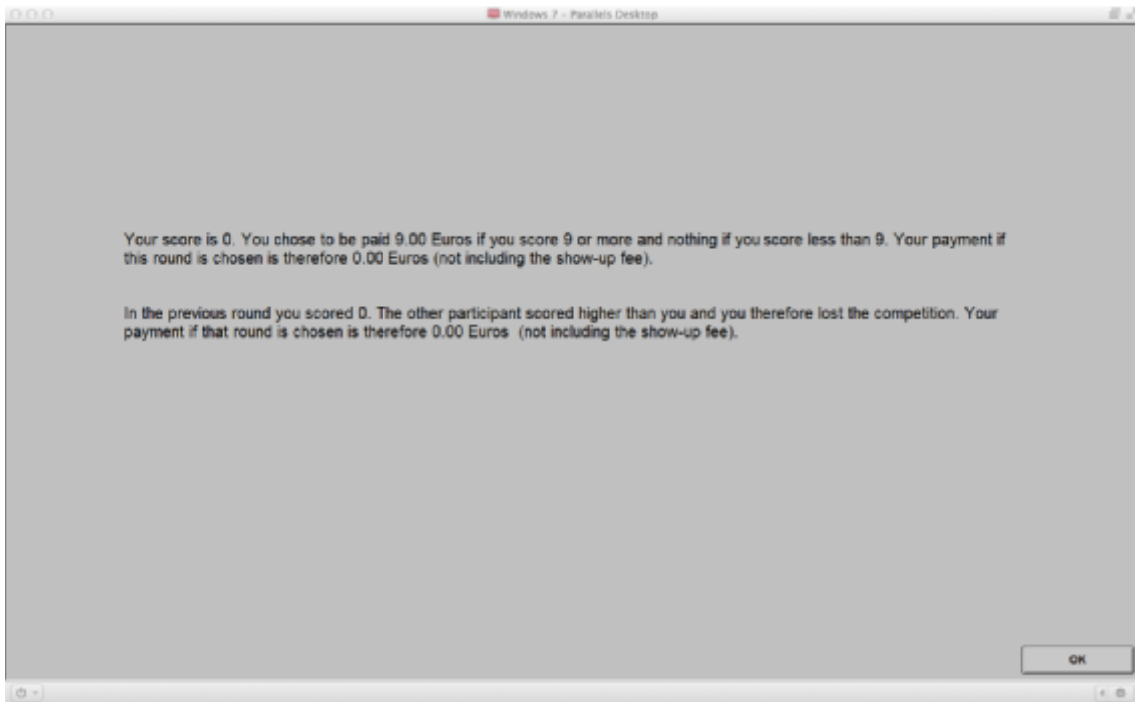 Windows 7 - Parallels Desktop
Your score is 0. You chose to be paid 9.00 Euros if you score 9 or more and nothing if you score less than 9. Your payment if
this round is chosen is therefore 0.00 Euros (not including the show-up fee).
In the previous round you scored 0. The other participant scored higher than you and you therefore lost the competition. Your
payment if that round is chosen is therefore 0.00 Euros (not including the show-up fee).
OK